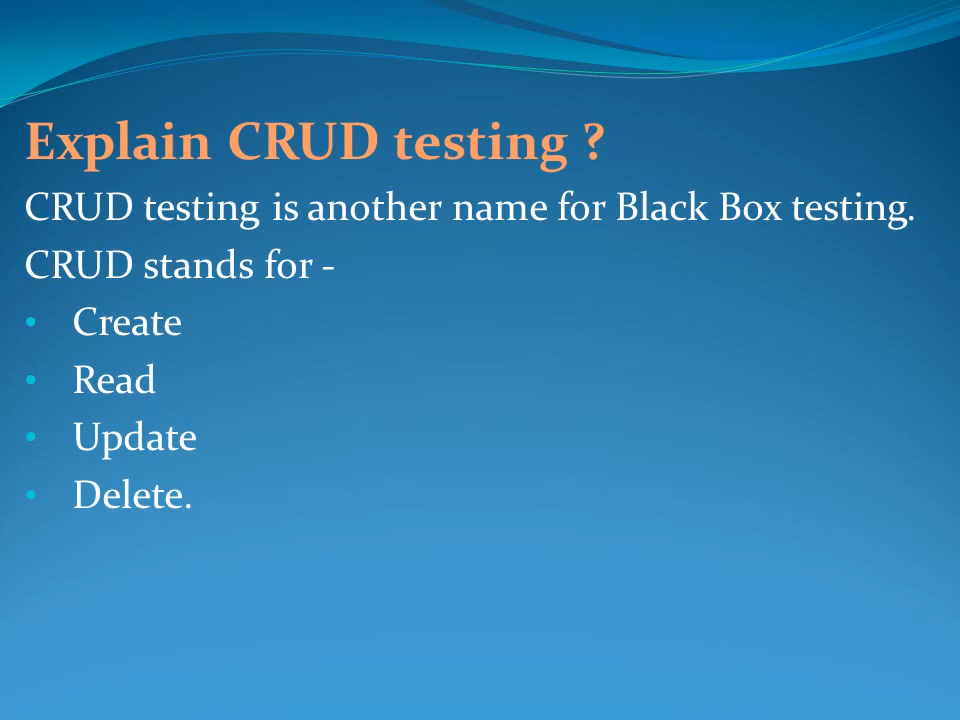 Explain CRUD testing ?
CRUD testing is another name for Black Box testing.
CRUD stands for -
• Create
• Read
• Update
• Delete.